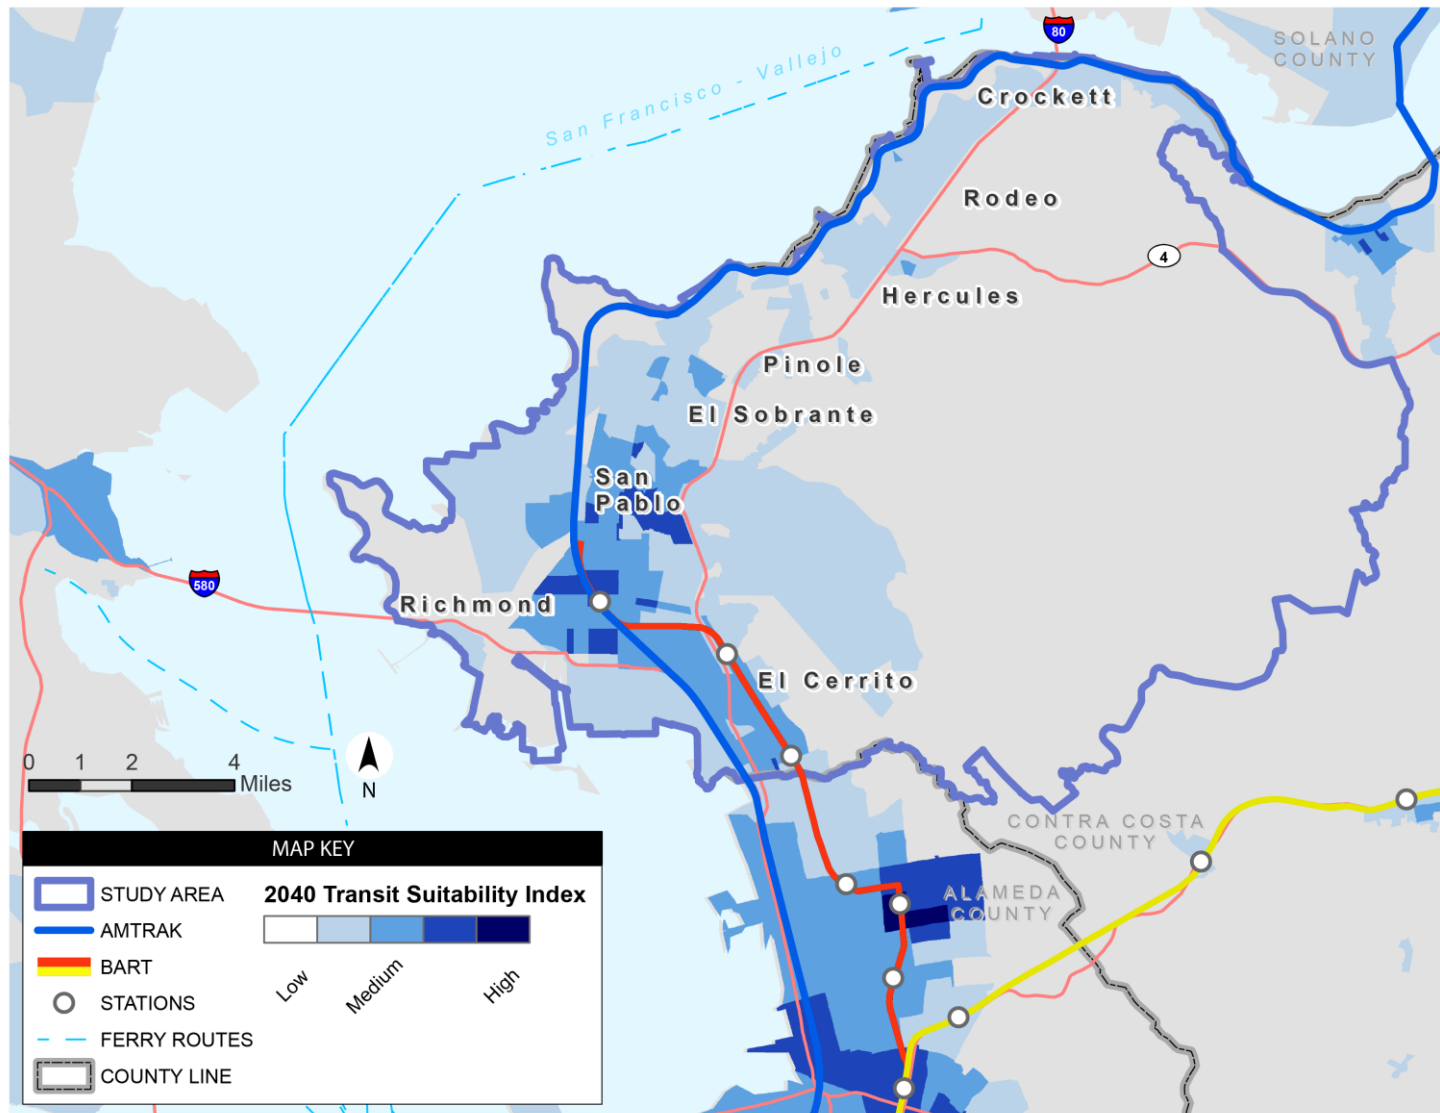 80
SOLANO
COUNTY
San Francisco - Vallejo
Crockett
Rodeo
4
Hercules
Pinole
El Sobrante
San
Pablo
580
Richmond
El Cerrito
0 1 2 4
Miles
N
CONTRA COSTA
COUNTY
ALAMEDA
COUNTY
MAP KEY
STUDY AREA
AMTRAK
BART
STATIONS
FERRY ROUTES
COUNTY LINE
2040 Transit Suitability Index
Low
Medium
High